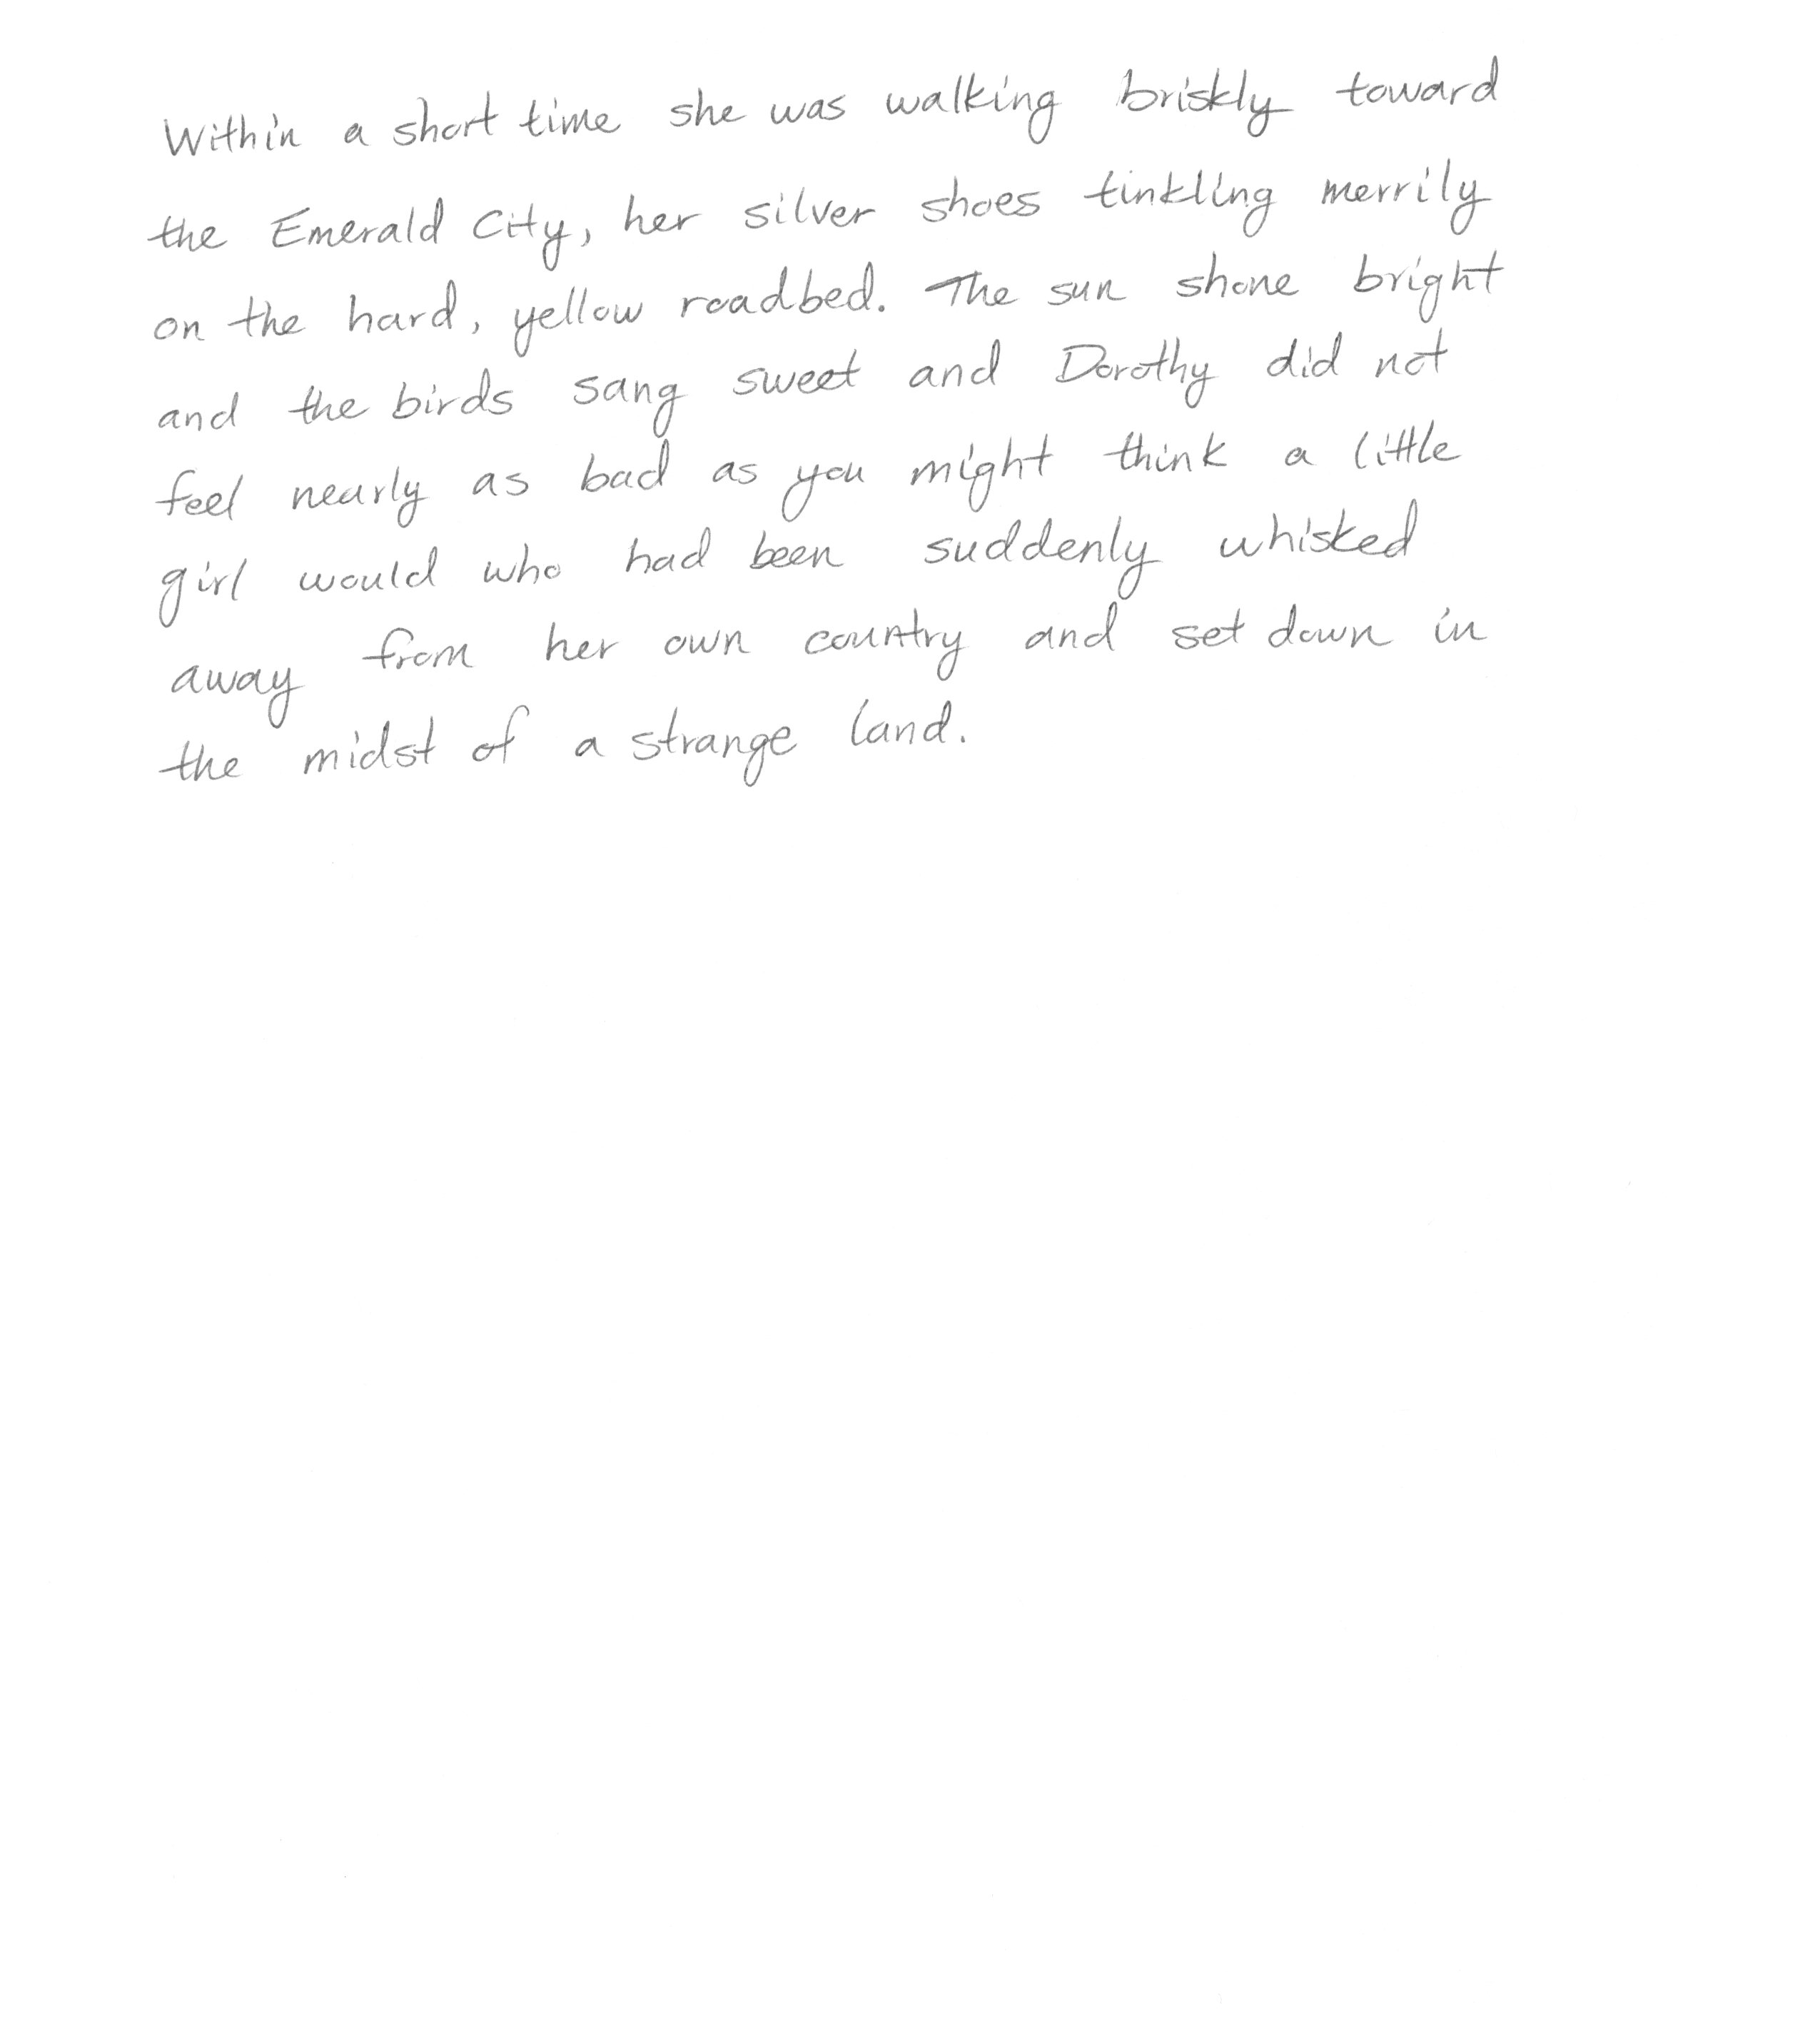 Within a short time she was walking briskly toward
the Emerald City, her silver shoes tinkling merrily
on the hard, yellow roadbed. The sun shone bright
and the birds sang sweet and Dorothy did not
feel nearly as bad as you might think a little
girl would who had been suddenly whisked
away from her own country and set down in
the midst of a strange land.